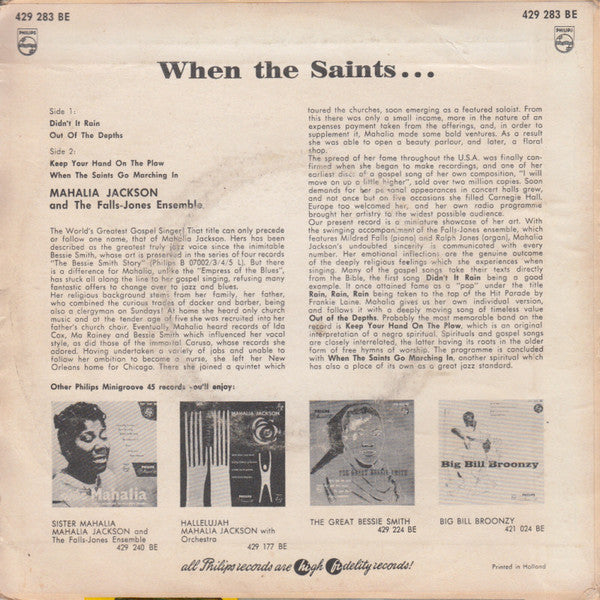 429 283 BE
429 283 BE
PHILIPS
PHILIPS
When the Saints...
Side 1:
Didn't It Rain
Out Of The Depths
Side 2:
Keep Your Hand On The Plow
When The Saints Go Marching In
MAHALIA JACKSON
and The Falls-Jones Ensemble.
The World's Greatest Gospel Singer! That title can only precede
or follow one name, that of Mahalia Jackson. Hers has been
described as the greatest truly jazz voice since the inimitable
Bessie Smith, whose art is preserved in the series of four records
"The Bessie Smith Story" (Philips B 07002/3/4/5 L). But there
is a difference for Mahalia, unlike the "Empress of the Blues",
has stuck all along the line to her gospel singing, refusing many
fantastic offers to change over to jazz and blues.
Her religious background stems from her family, her father,
who combined the curious trades of docker and barber, being
also a clergyman on Sundays! At home she heard only church
music and at the tender age of five she was recruited into her
father's church choir. Eventually Mahalia heard records of Ida
Cox, Ma Rainey and Bessie Smith which influenced her vocal
style, as did those of the immortal Caruso, whose records she
adored. Having undertaken a variety of jobs and unable to
follow her ambition to become a nurse, she left her New
Orleans home for Chicago. There she joined a quintet which
toured the churches, soon emerging as a featured soloist. From
this there was only a small income, more in the nature of an
expenses payment taken from the offerings, and, in order to
supplement it, Mahalia made some bold ventures. As a result
she was able to open a beauty parlour, and later, a floral
shop.
The spread of her fame throughout the U.S.A. was finally con-
firmed when she began to make recordings, and one of her
earliest discs of a gospel song of her own composition, "I will
move on up a little higher", sold over two million copies. Soon
demands for her personal appearances in concert halls grew,
and not once but on five occasions she filled Carnegie Hall.
Europe too welcomed her, and her own radio programme
brought her artistry to the widest possible audience.
Our present record is a miniature showcase of her art. With
the swinging accompaniment of the Falls-Jones ensemble, which
features Mildred Falls (piano) and Ralph Jones (organ), Mahalia
Jackson's undoubted sincerity is communicated with every
number. Her emotional inflections are the genuine outcome
of the deeply religious feelings which she experiences when
singing. Many of the gospel songs take their texts directly
from the Bible, the first song Didn't It Rain being a good
example. It once attained fame as a "pop" under the title
Rain, Rain, Rain being taken to the top of the Hit Parade by
Frankie Laine. Mahalia gives us her own individual version,
and follows it with a deeply moving song of timeless value
Out of the Depths. Probably the most memorable band on the
record is Keep Your Hand On The Plow, which is an original
interpretation of a negro spiritual. Spirituals and gospel songs
are closely interrelated, the latter having its roots in the older
form of free hymns of worship. The programme is concluded
with When The Saints Go Marching In, another spiritual which
has also a place of its own as a great jazz standard.
Other Philips Minigroove 45 records you'll enjoy:
Mahalia
MAHALIA JACKSON
THE GREAT BESSIE SMITH
Big Bill Broonzy
SISTER MAHALIA
MAHALIA JACKSON and
The Falls-Jones Ensemble
429 240 BE
HALLELUJAH
MAHALIA JACKSON with
Orchestra
429 177 BE
THE GREAT BESSIE SMITH
429 224 BE
BIG BILL BROONZY
421 024 BE
all Philips records are high fidelity records!
Printed in Holland